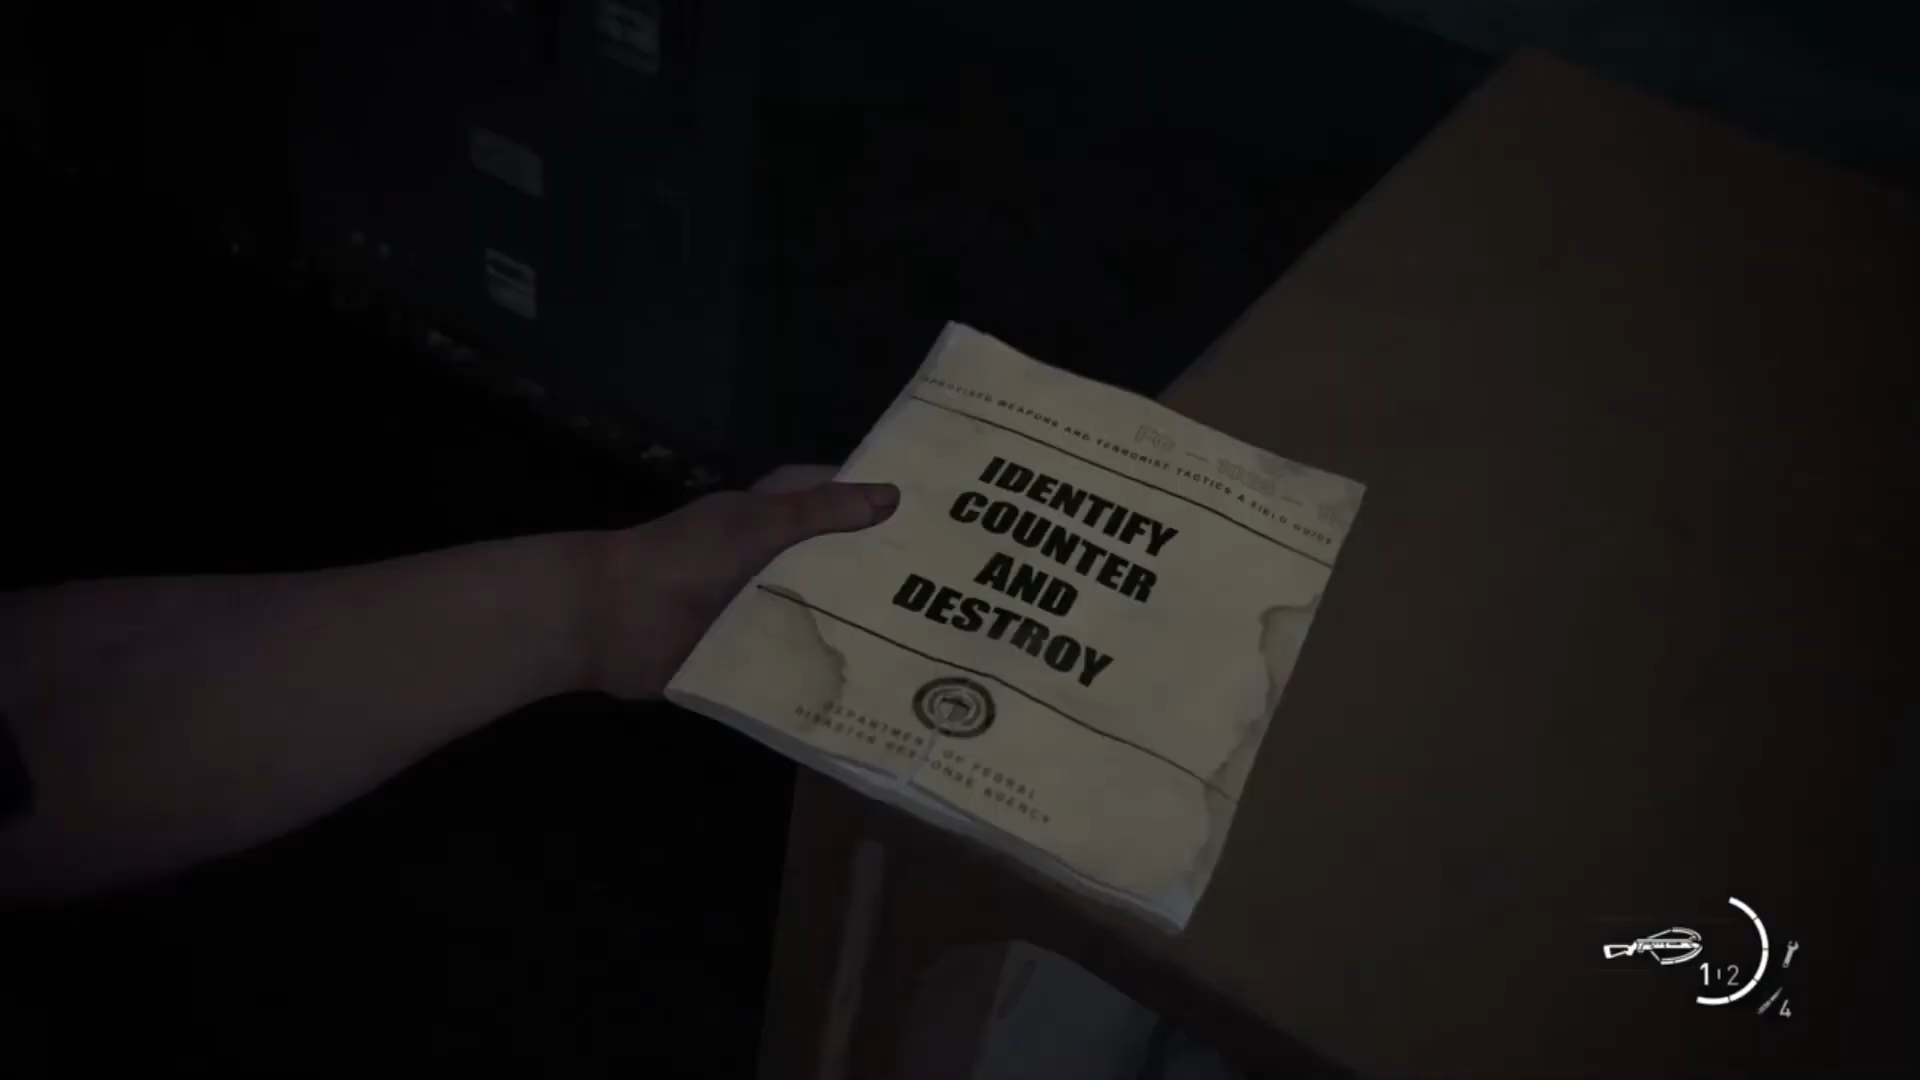 IMPROVISED WEAPONS AND TERRORIST TACTICS A FIELD GUIDE
IDENTIFY
COUNTER
AND
DESTROY
DEPARTMENT OF FEDRAL
DISASTER RESPONSE AGENCY
1 2
4